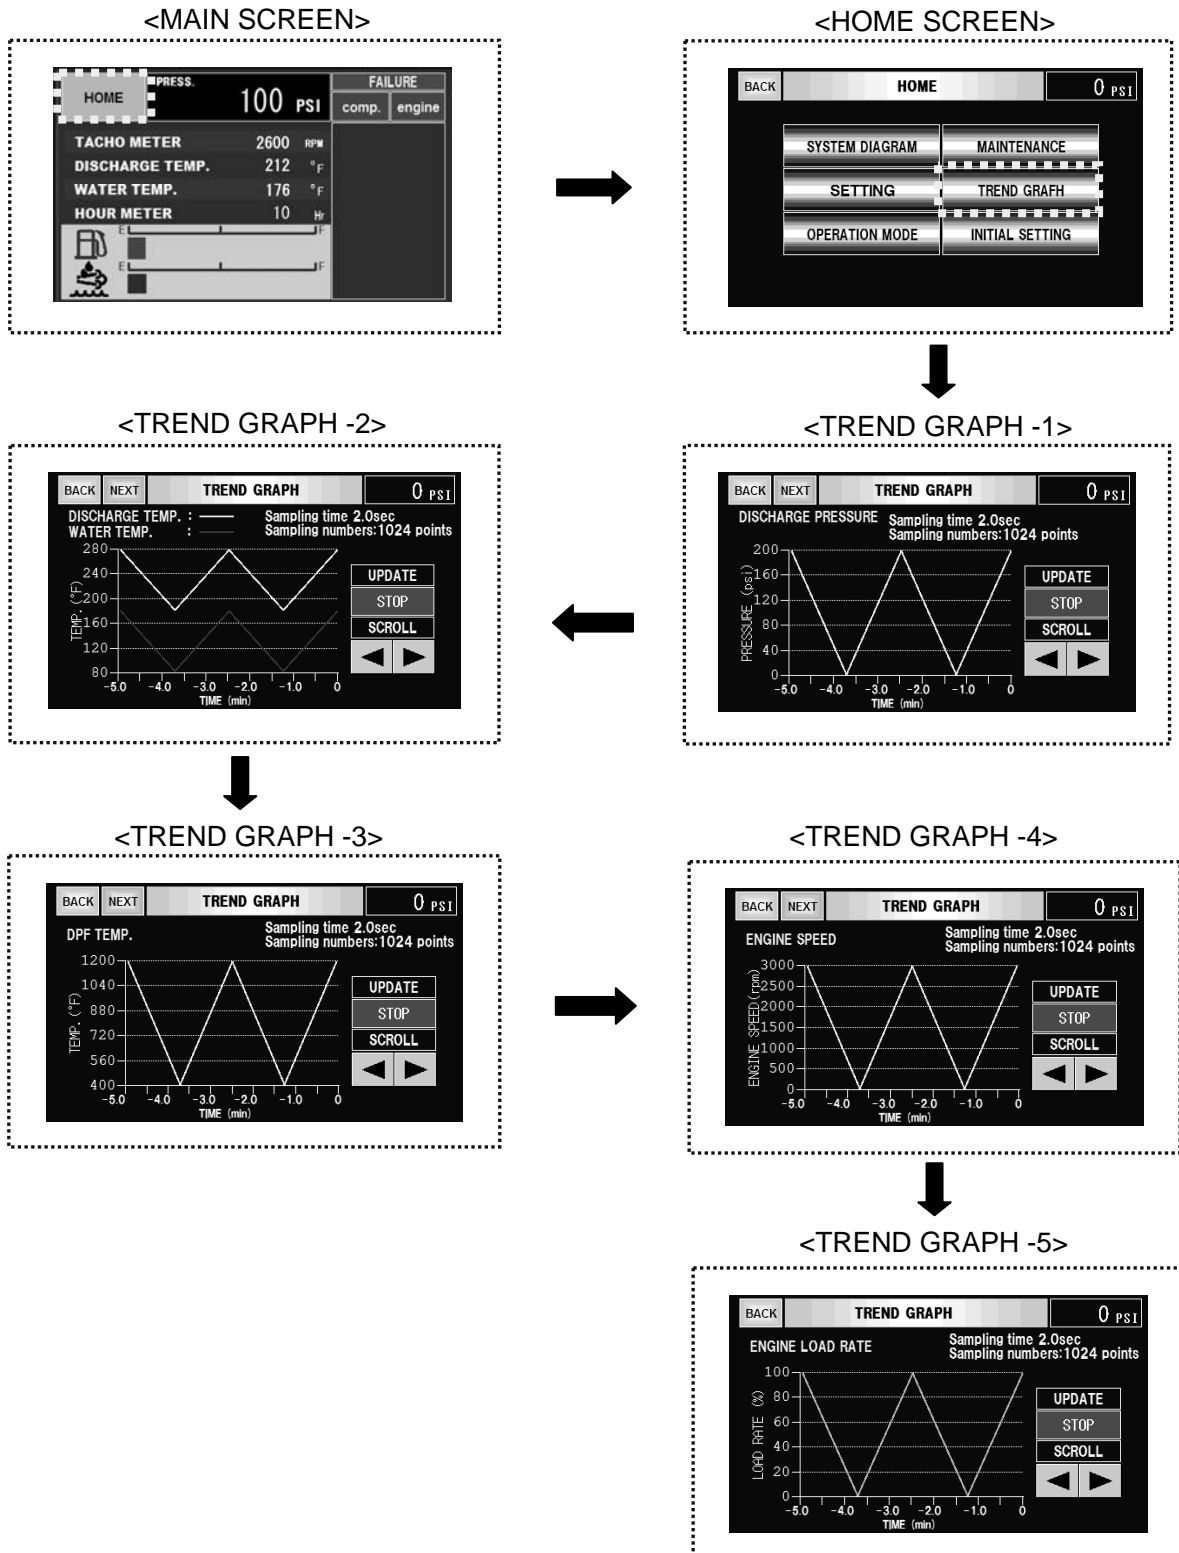 <MAIN SCREEN>
HOME
PRESS.
100 PSI
FAILURE
comp. engine
TACHO METER 2600 RPM
DISCHARGE TEMP. 212 °F
WATER TEMP. 176 °F
HOUR METER 10 Hr
E F
E F
<HOME SCREEN>
BACK HOME 0 PSI
SYSTEM DIAGRAM MAINTENANCE
SETTING TREND GRAFH
OPERATION MODE INITIAL SETTING
<TREND GRAPH -1>
BACK NEXT TREND GRAPH 0 PSI
DISCHARGE PRESSURE Sampling time 2.0sec
Sampling numbers:1024 points
PRESSURE (psi)
200
160
120
80
40
0
-5.0 -4.0 -3.0 -2.0 -1.0 0
TIME (min)
UPDATE
STOP
SCROLL
<TREND GRAPH -2>
BACK NEXT TREND GRAPH 0 PSI
DISCHARGE TEMP. : Sampling time 2.0sec
WATER TEMP. : Sampling numbers:1024 points
TEMP. (°F)
280
240
200
160
120
80
-5.0 -4.0 -3.0 -2.0 -1.0 0
TIME (min)
UPDATE
STOP
SCROLL
<TREND GRAPH -3>
BACK NEXT TREND GRAPH 0 PSI
DPF TEMP. Sampling time 2.0sec
Sampling numbers:1024 points
TEMP. (°F)
1200
1040
880
720
560
400
-5.0 -4.0 -3.0 -2.0 -1.0 0
TIME (min)
UPDATE
STOP
SCROLL
<TREND GRAPH -4>
BACK NEXT TREND GRAPH 0 PSI
ENGINE SPEED Sampling time 2.0sec
Sampling numbers:1024 points
ENGINE SPEED(rpm)
3000
2500
2000
1500
1000
500
0
-5.0 -4.0 -3.0 -2.0 -1.0 0
TIME (min)
UPDATE
STOP
SCROLL
<TREND GRAPH -5>
BACK TREND GRAPH 0 PSI
ENGINE LOAD RATE Sampling time 2.0sec
Sampling numbers:1024 points
LOAD RATE (%)
100
80
60
40
20
0
-5.0 -4.0 -3.0 -2.0 -1.0 0
TIME (min)
UPDATE
STOP
SCROLL